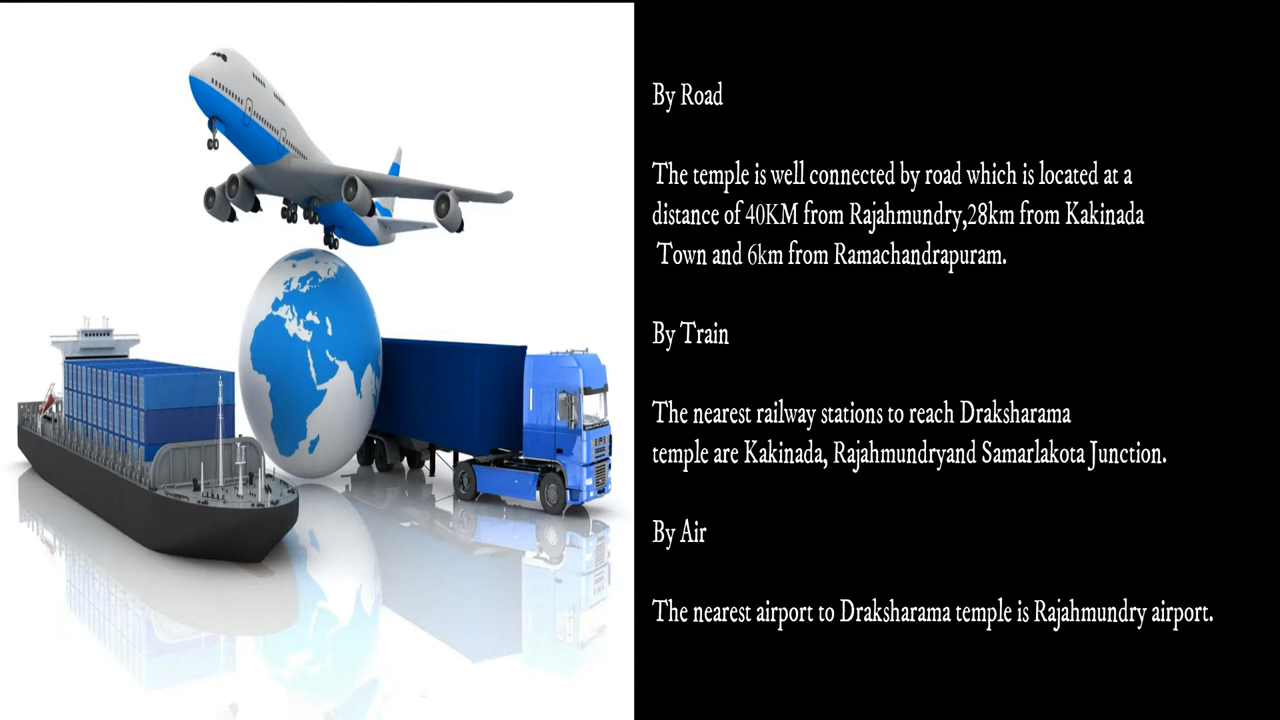 By Road
The temple is well connected by road which is located at a
distance of 40KM from Rajahmundry,28km from Kakinada
Town and 6km from Ramachandrapuram.
By Train
The nearest railway stations to reach Draksharama
temple are Kakinada, Rajahmundryand Samarlakota Junction.
By Air
The nearest airport to Draksharama temple is Rajahmundry airport.